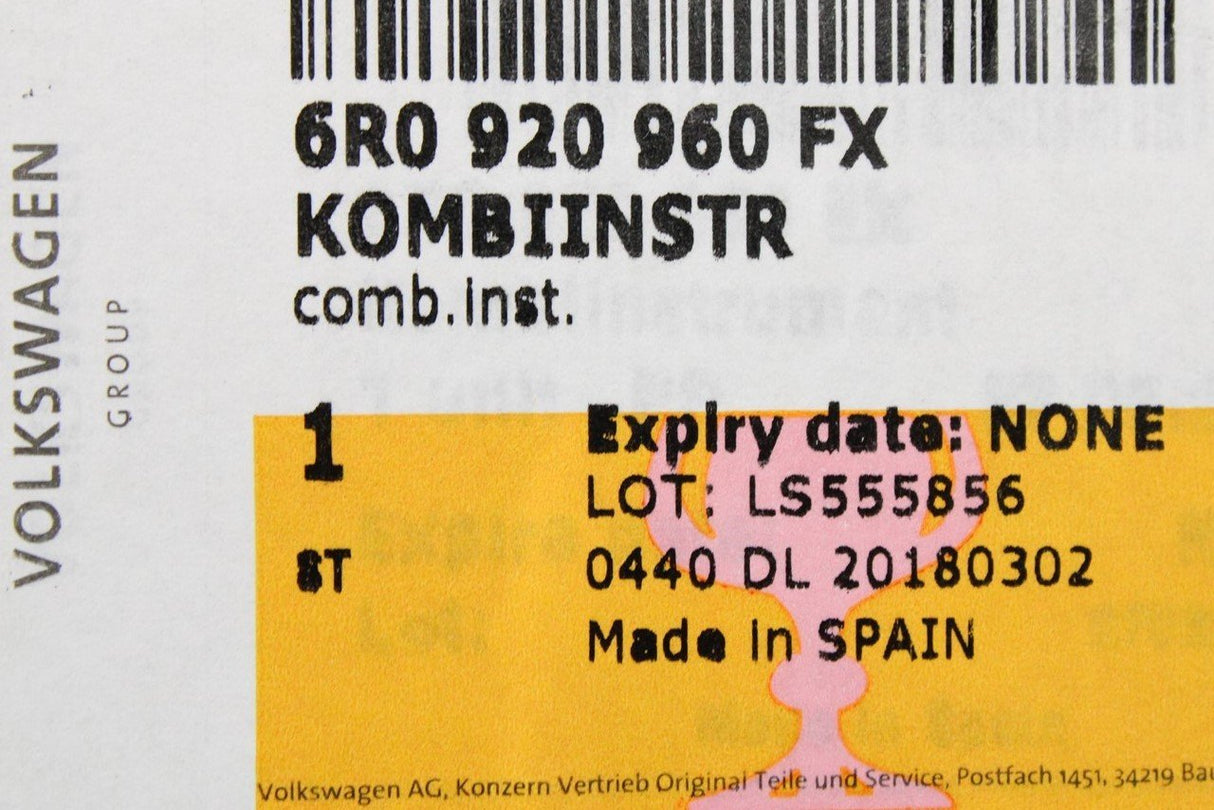 VOLKSWAGEN
GROUP
6R0 920 960 FX
KOMBIINSTR
comb.inst.
1
Expiry date: NONE
LOT: LS555856
ST
0440 DL 20180302
Made in SPAIN
Volkswagen AG, Konzern Vertrieb Original Teile und Service, Postfach 1451, 34219